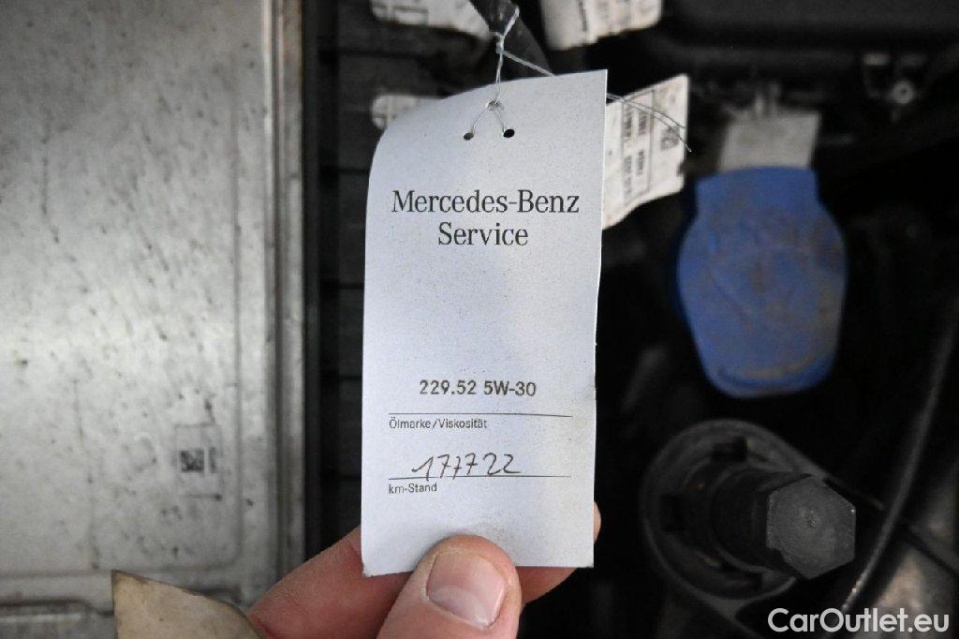 Mercedes-Benz
Service
229.52 5W-30
Ölmarke/Viskosität
177722
km-Stand
CarOutlet.eu